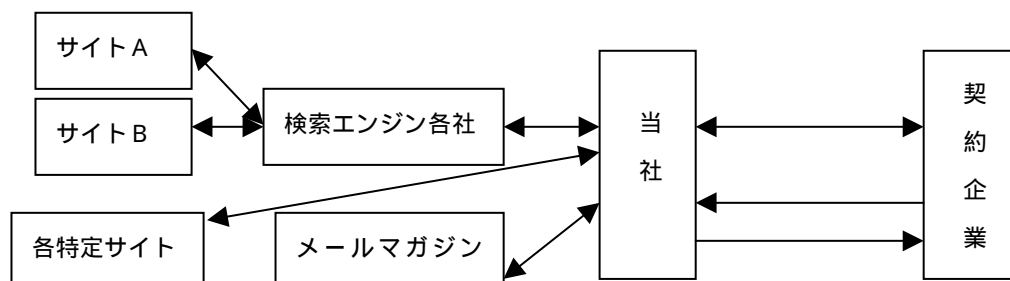 サイトA
サイトB
検索エンジン各社
当社
契約企業
各特定サイト
メールマガジン